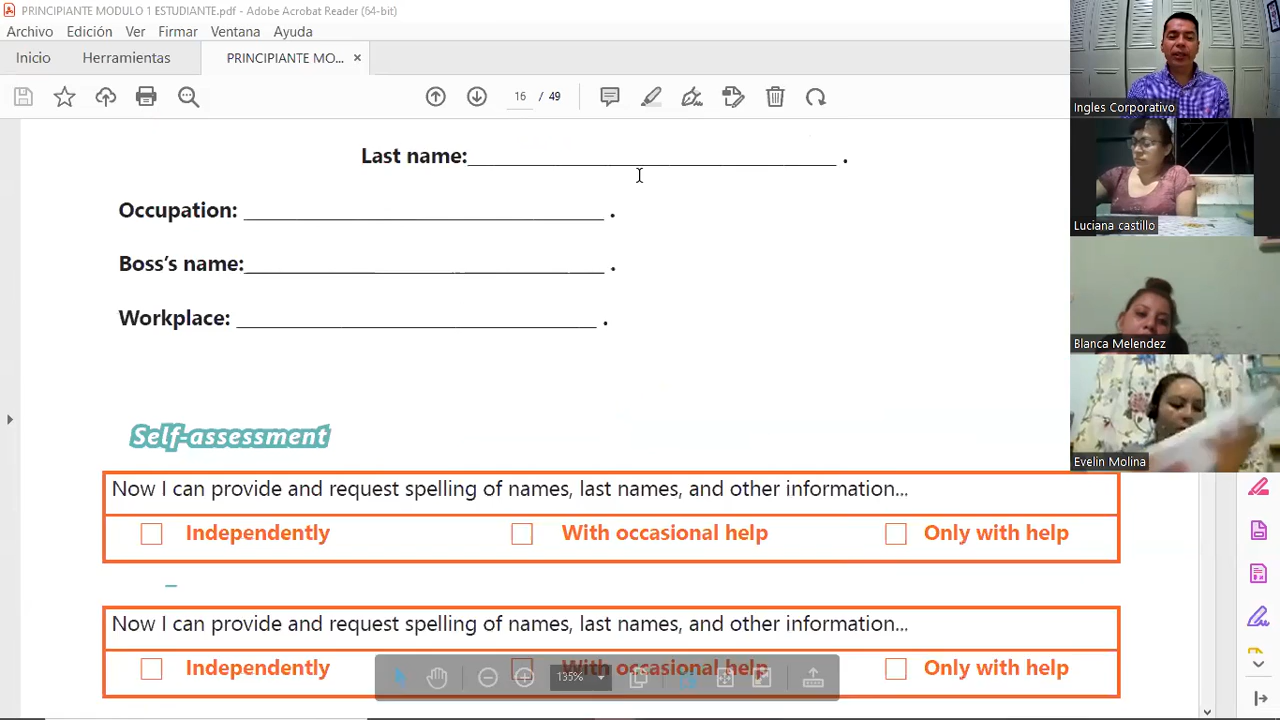 PRINCIPIANTE MODULO 1 ESTUDIANTE.pdf - Adobe Acrobat Reader (64-bit)
Archivo Edición Ver Firmar Ventana Ayuda
Inicio Herramientas PRINCIPIANTE MO... ×
16 / 49
Last name:________________________________ .
Occupation: ________________________________ .
Boss's name:________________________________ .
Workplace: ________________________________ .
Self-assessment
Now I can provide and request spelling of names, last names, and other information...
Independently With occasional help Only with help
Now I can provide and request spelling of names, last names, and other information...
Independently With occasional help Only with help
135%
Ingles Corporativo
Luciana castillo
Blanca Melendez
Evelin Molina